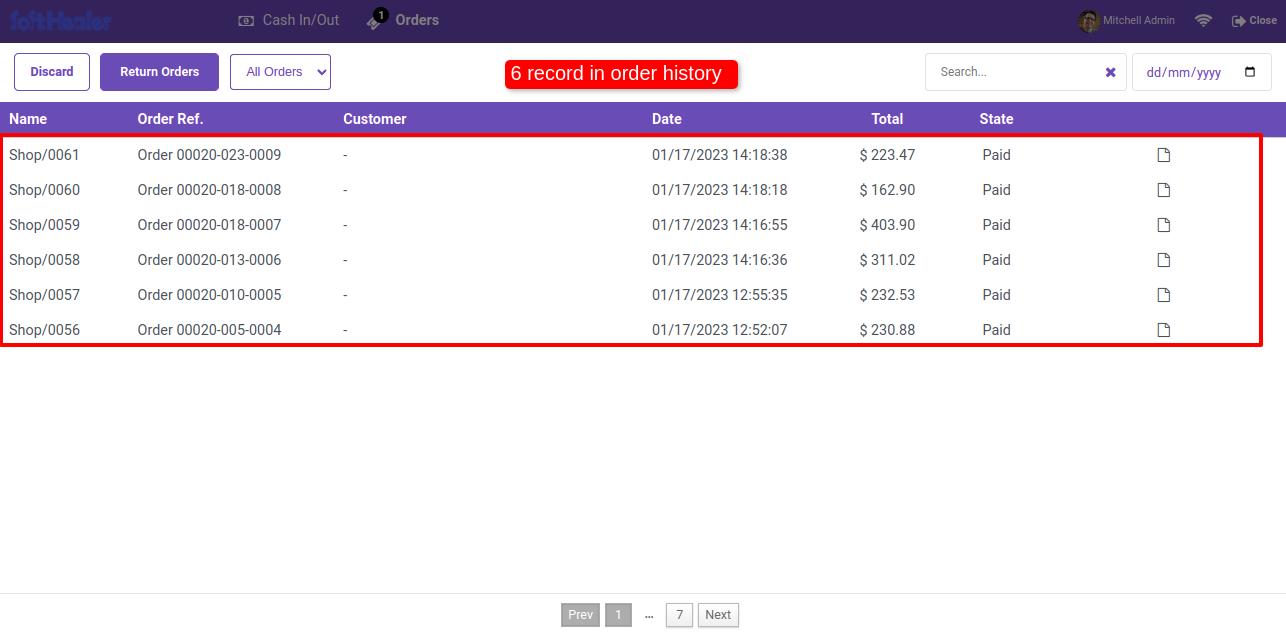 SoftHealer Cash In/Out 1 Orders Mitchell Admin Close
Discard Return Orders All Orders 6 record in order history Search... dd/mm/yyyy
Name Order Ref. Customer Date Total State
Shop/0061 Order 00020-023-0009 - 01/17/2023 14:18:38 $ 223.47 Paid
Shop/0060 Order 00020-018-0008 - 01/17/2023 14:18:18 $ 162.90 Paid
Shop/0059 Order 00020-018-0007 - 01/17/2023 14:16:55 $ 403.90 Paid
Shop/0058 Order 00020-013-0006 - 01/17/2023 14:16:36 $ 311.02 Paid
Shop/0057 Order 00020-010-0005 - 01/17/2023 12:55:35 $ 232.53 Paid
Shop/0056 Order 00020-005-0004 - 01/17/2023 12:52:07 $ 230.88 Paid
Prev 1 ... 7 Next